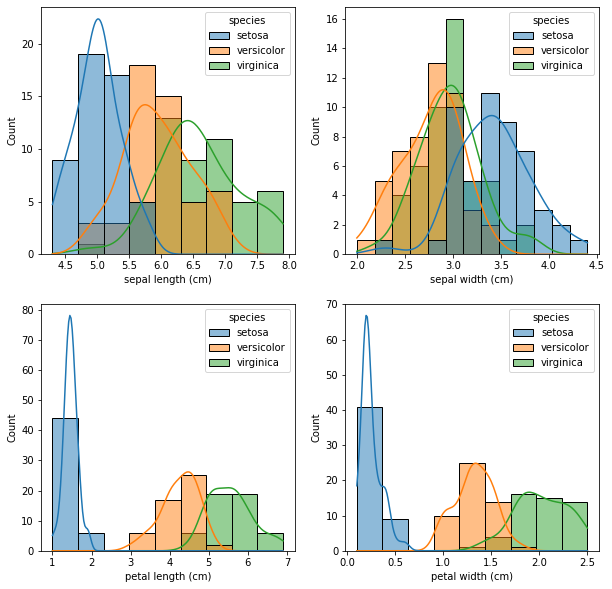 species
setosa
versicolor
virginica
Count
20
15
10
5
0
4.5 5.0 5.5 6.0 6.5 7.0 7.5 8.0
sepal length (cm)
species
setosa
versicolor
virginica
Count
16
14
12
10
8
6
4
2
0
2.0 2.5 3.0 3.5 4.0 4.5
sepal width (cm)
species
setosa
versicolor
virginica
Count
80
70
60
50
40
30
20
10
0
1 2 3 4 5 6 7
petal length (cm)
species
setosa
versicolor
virginica
Count
70
60
50
40
30
20
10
0
0.0 0.5 1.0 1.5 2.0 2.5
petal width (cm)